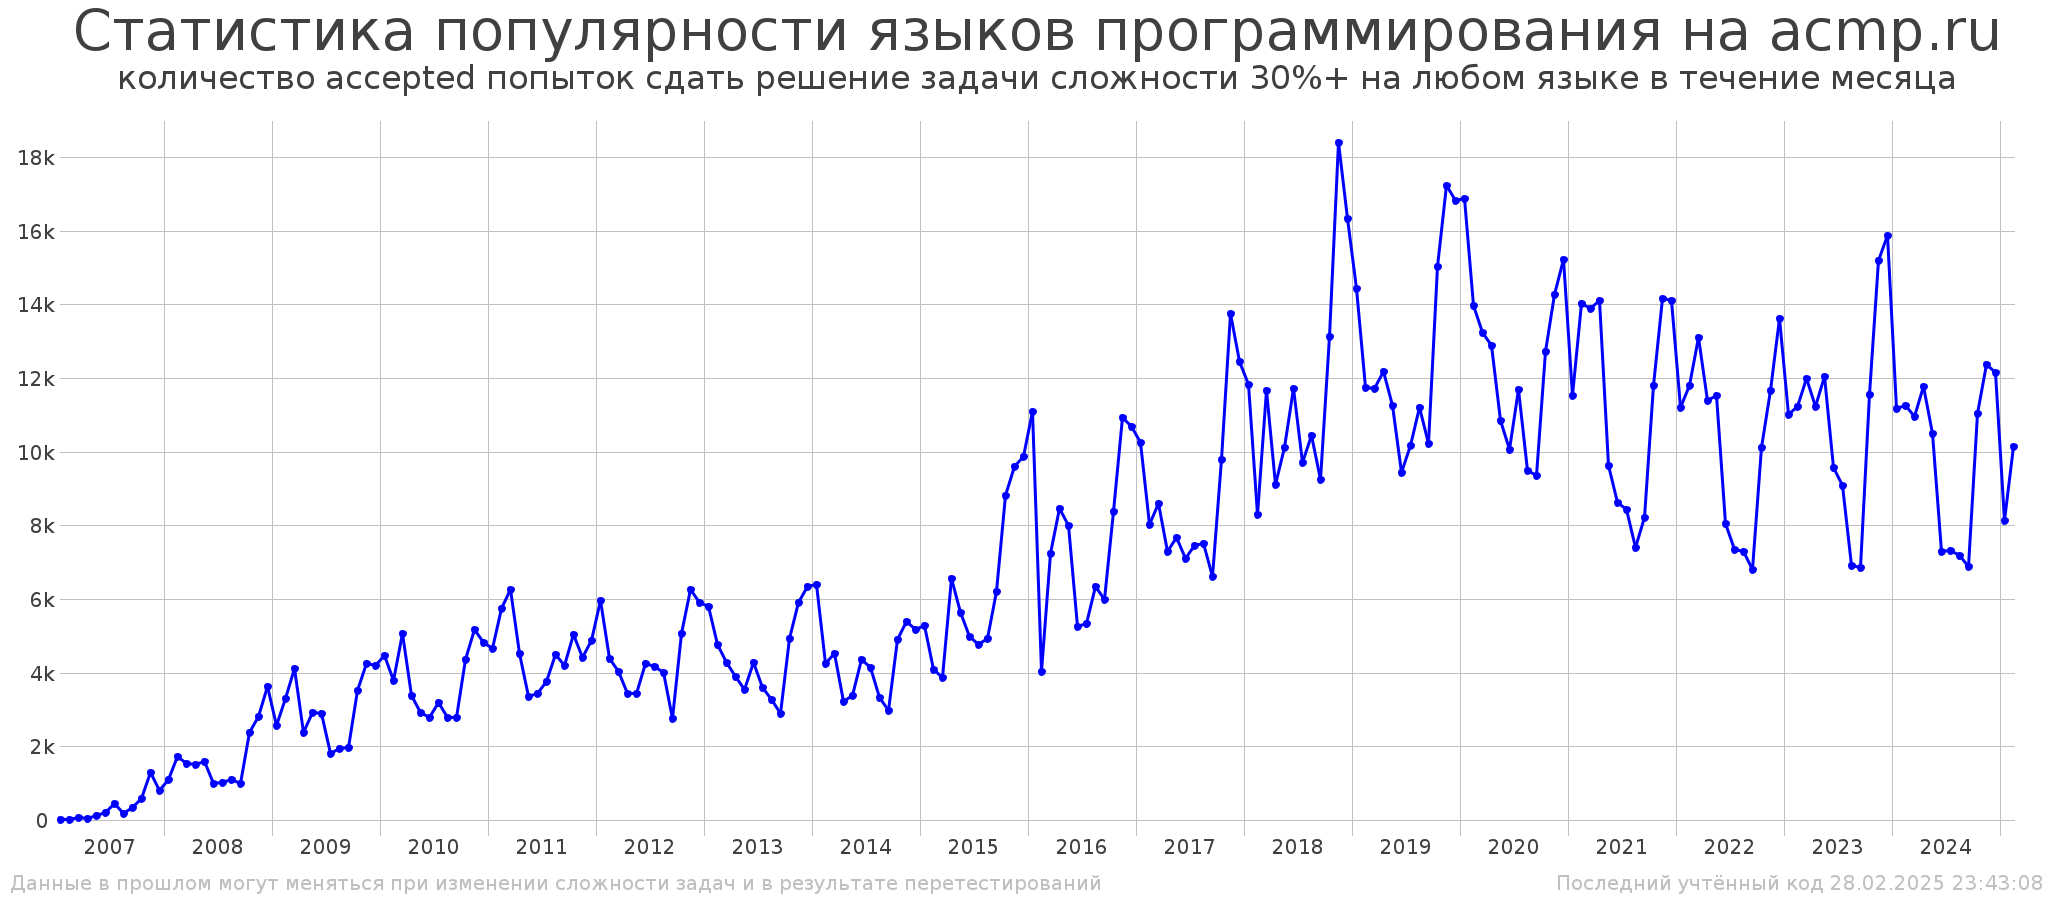 Статистика популярности языков программирования на acmp.ru
количество accepted попыток сдать решение задачи сложности 30%+ на любом языке в течение месяца
18k
16k
14k
12k
10k
8k
6k
4k
2k
0
2007 2008 2009 2010 2011 2012 2013 2014 2015 2016 2017 2018 2019 2020 2021 2022 2023 2024
Данные в прошлом могут меняться при изменении сложности задач и в результате перетестирований
Последний учтённый код 28.02.2025 23:43:08